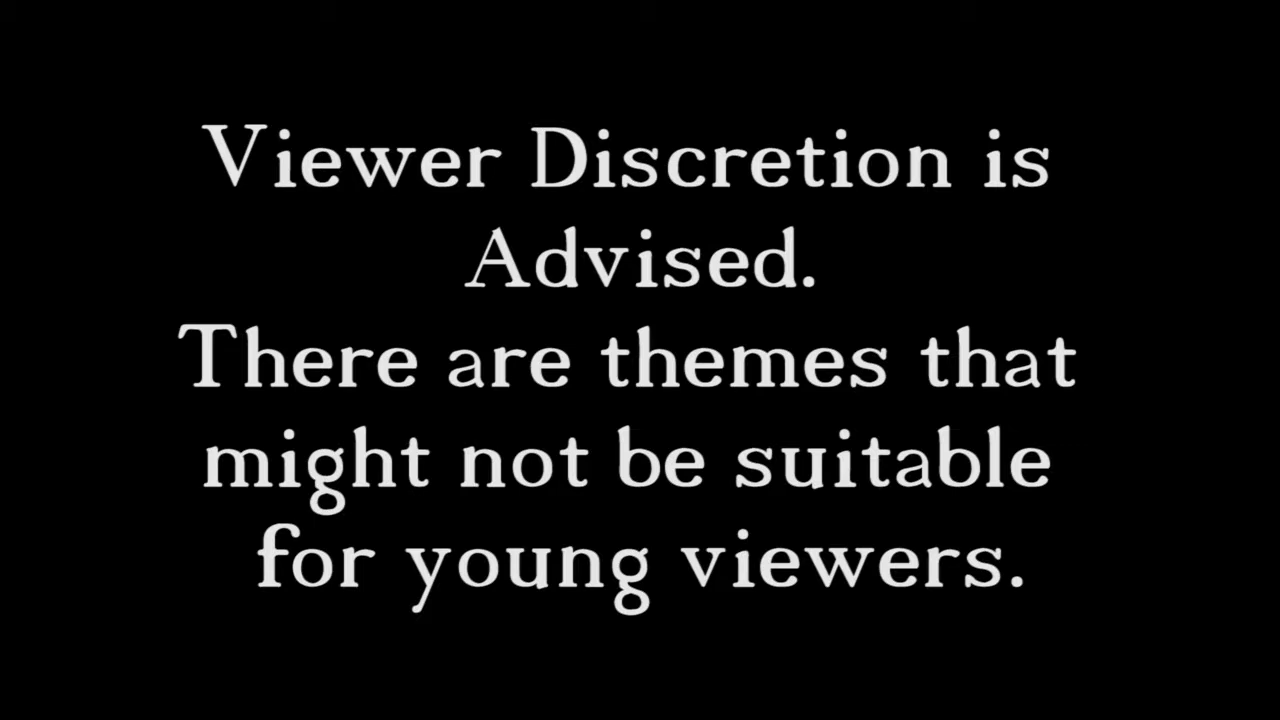 Viewer Discretion is
Advised.
There are themes that
might not be suitable
for young viewers.